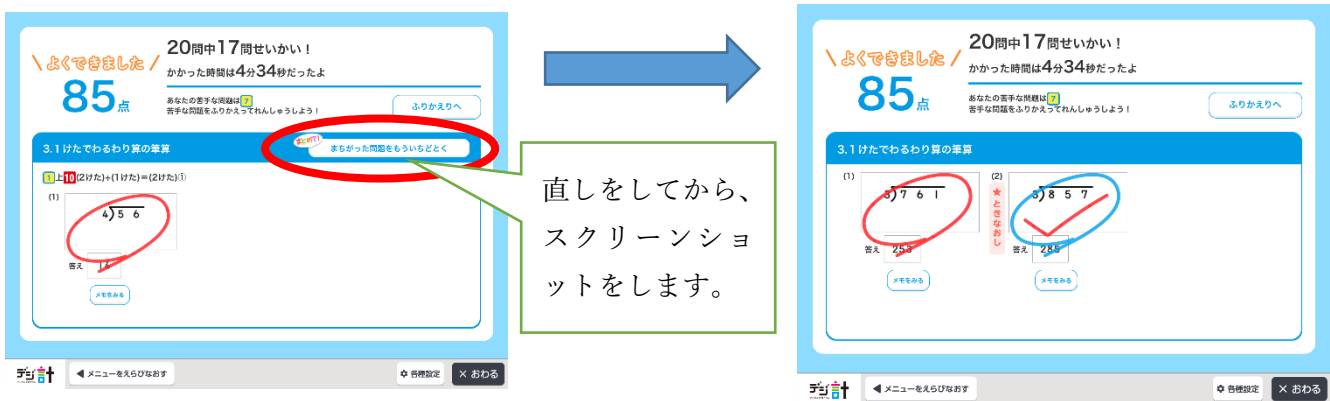 よくできました
85点
20問中17問せいかい！
かかった時間は4分34秒だったよ
あなたの苦手な問題は7
苦手な問題をふりかえってれんしゅうしよう！
ふりかえりへ
3.1けたでわるわり算の筆算
まとめて！
まちがった問題をもういちどとく
1上10(2けた)÷(1けた)=(2けた)①
(1)
4)5 6
答え 14
メモをみる
デジ計
◀メニューをえらびなおす
各種設定
×おわる
直しをしてから、
スクリーンショ
ットをします。
よくできました
85点
20問中17問せいかい！
かかった時間は4分34秒だったよ
あなたの苦手な問題は7
苦手な問題をふりかえってれんしゅうしよう！
ふりかえりへ
3.1けたでわるわり算の筆算
(1)
3)7 6 1
答え 253
メモをみる
(2)
★ときなおし
3)8 5 7
答え 285
メモをみる
デジ計
◀メニューをえらびなおす
各種設定
×おわる